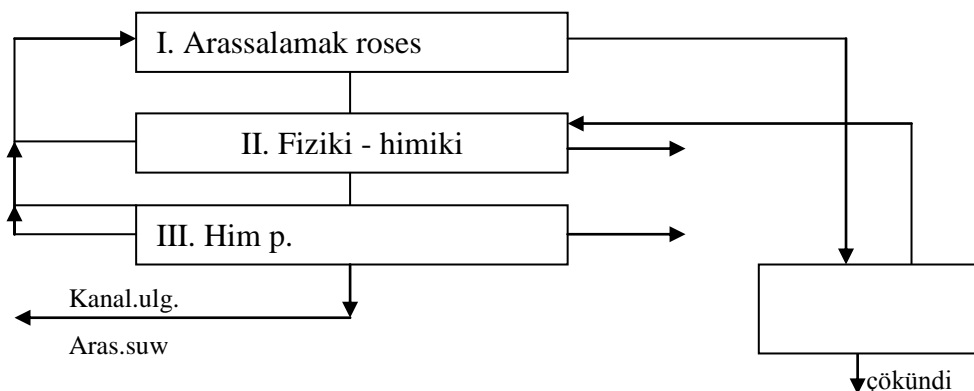 I. Arassalamak roses
II. Fiziki - himiki
III. Him p.
Kanal.ulg.
Aras.suw
çökündi